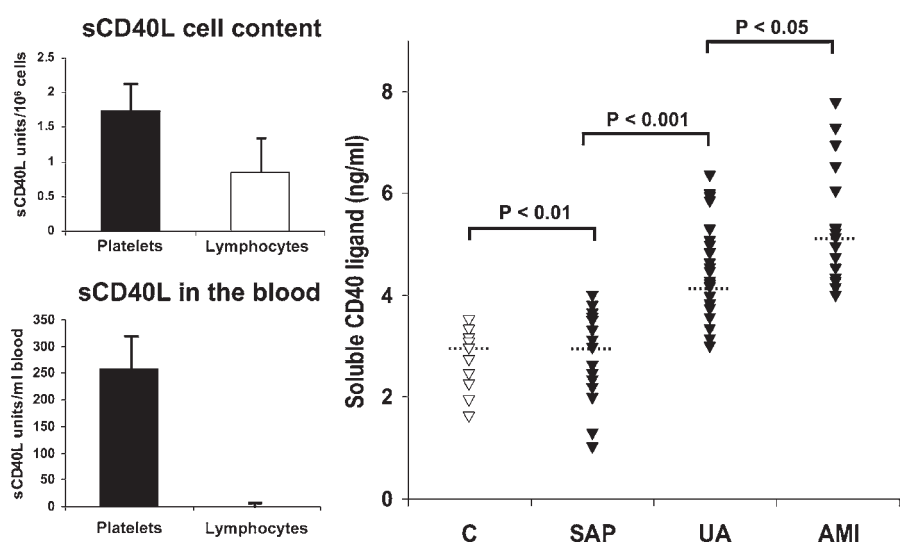 sCD40L cell content
sCD40L units/10⁶ cells
2.5
2
1.5
1
0.5
0
Platelets
Lymphocytes
sCD40L in the blood
sCD40L units/ml blood
350
300
250
200
150
100
50
0
Platelets
Lymphocytes
Soluble CD40 ligand (ng/ml)
8
6
4
2
0
P < 0.01
P < 0.001
P < 0.05
C
SAP
UA
AMI